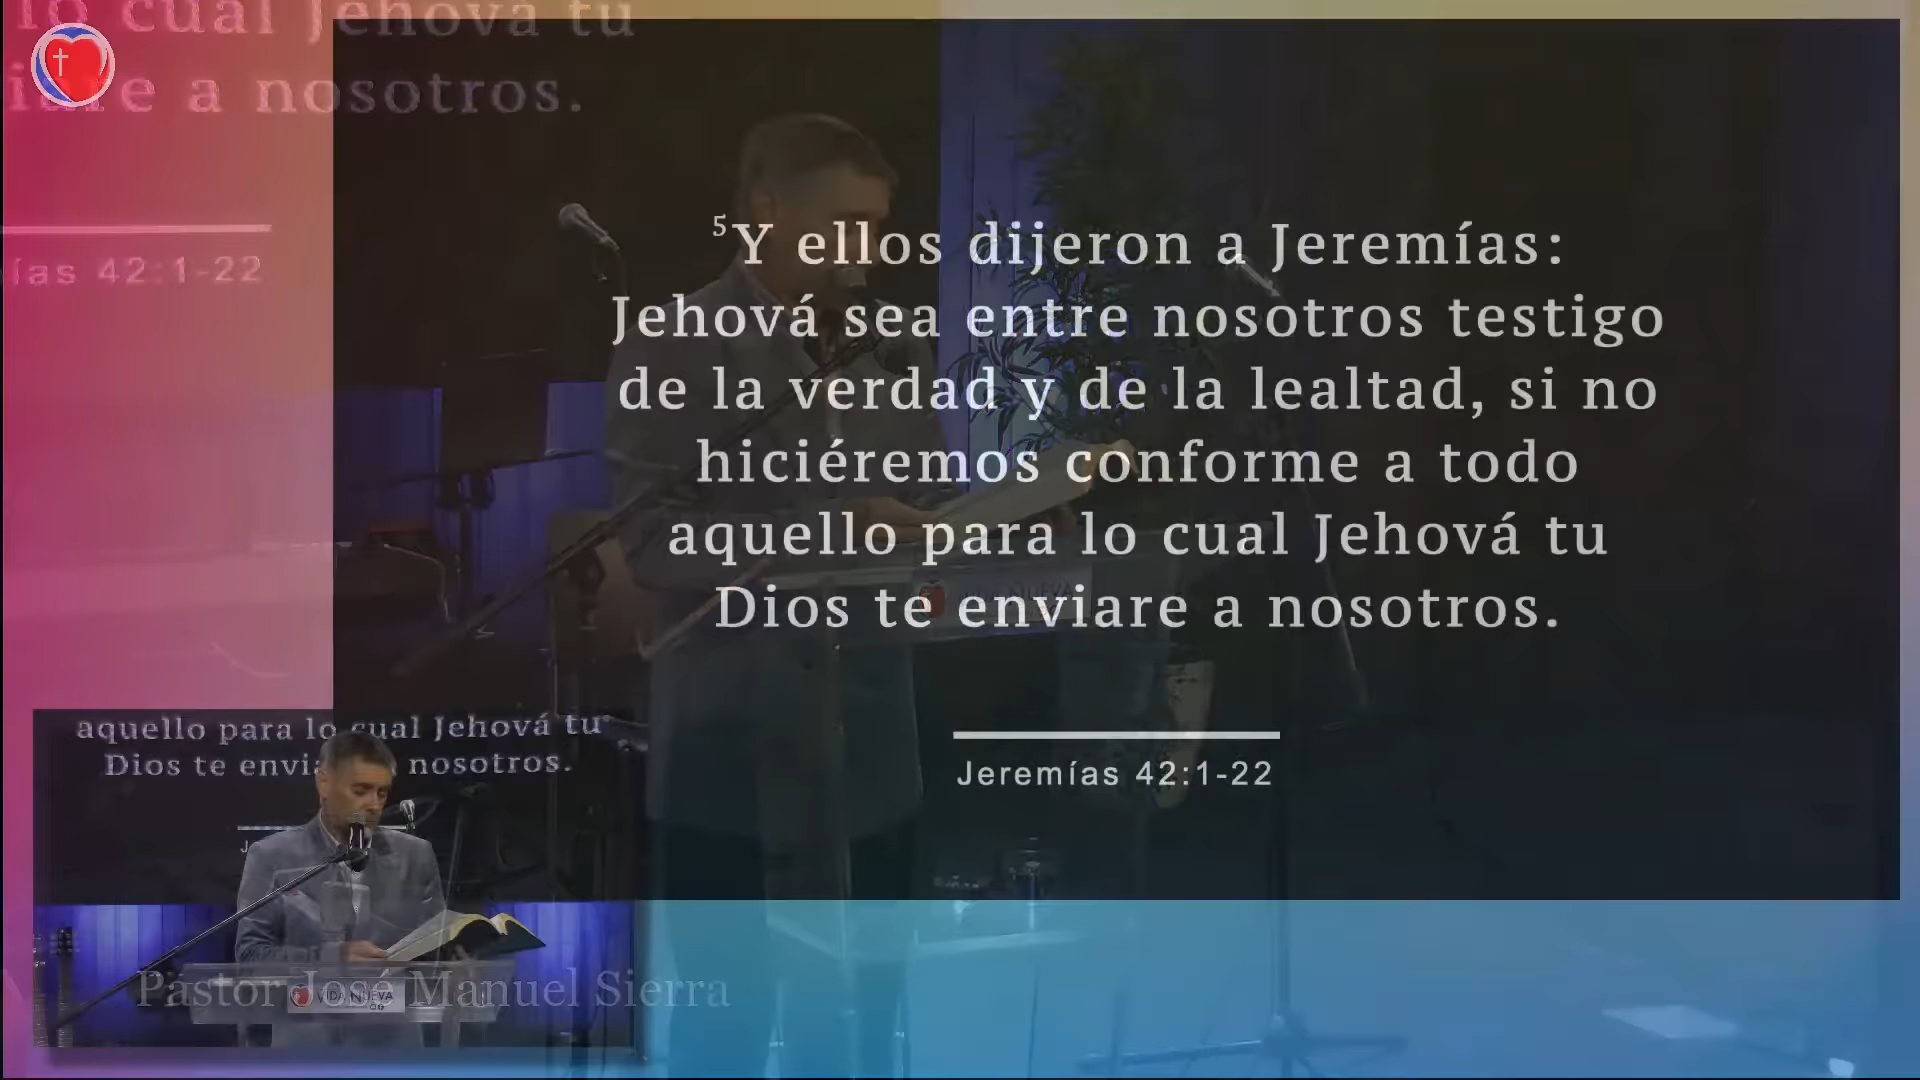 lo cual Jehová tu
a nosotros.
ías 42:1-22
⁵Y ellos dijeron a Jeremías:
Jehová sea entre nosotros testigo
de la verdad y de la lealtad, si no
hiciéremos conforme a todo
aquello para lo cual Jehová tu
Dios te enviare a nosotros.
Jeremías 42:1-22
aquello para lo cual Jehová tu
Dios te envia nosotros.
J
Pastor José Manuel Sierra
VIDA NUEVA